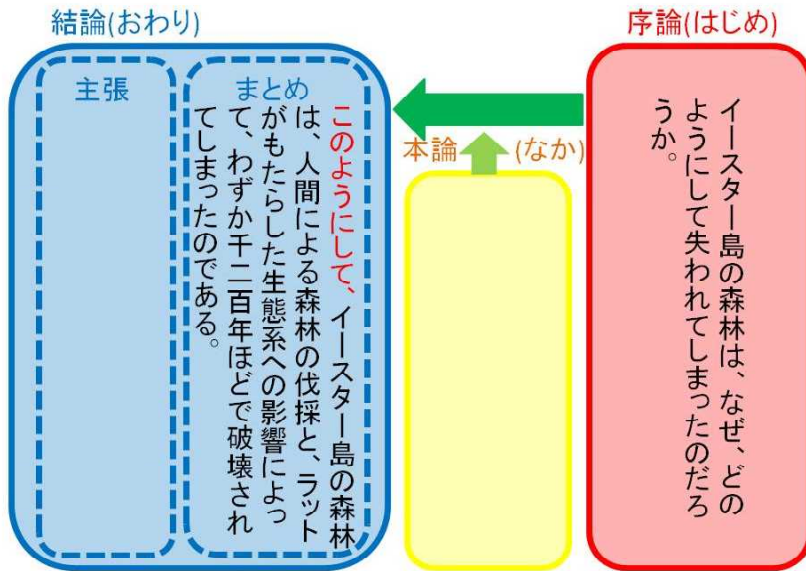 序論(はじめ)
イースター島の森林は、なぜ、どの
ようにして失われてしまったのだろ
うか。
本論(なか)
結論(おわり)
まとめ
このようにして、イースター島の森林
は、人間による森林の伐採と、ラット
がもたらした生態系への影響によっ
て、わずか千二百年ほどで破壊され
てしまったのである。
主張